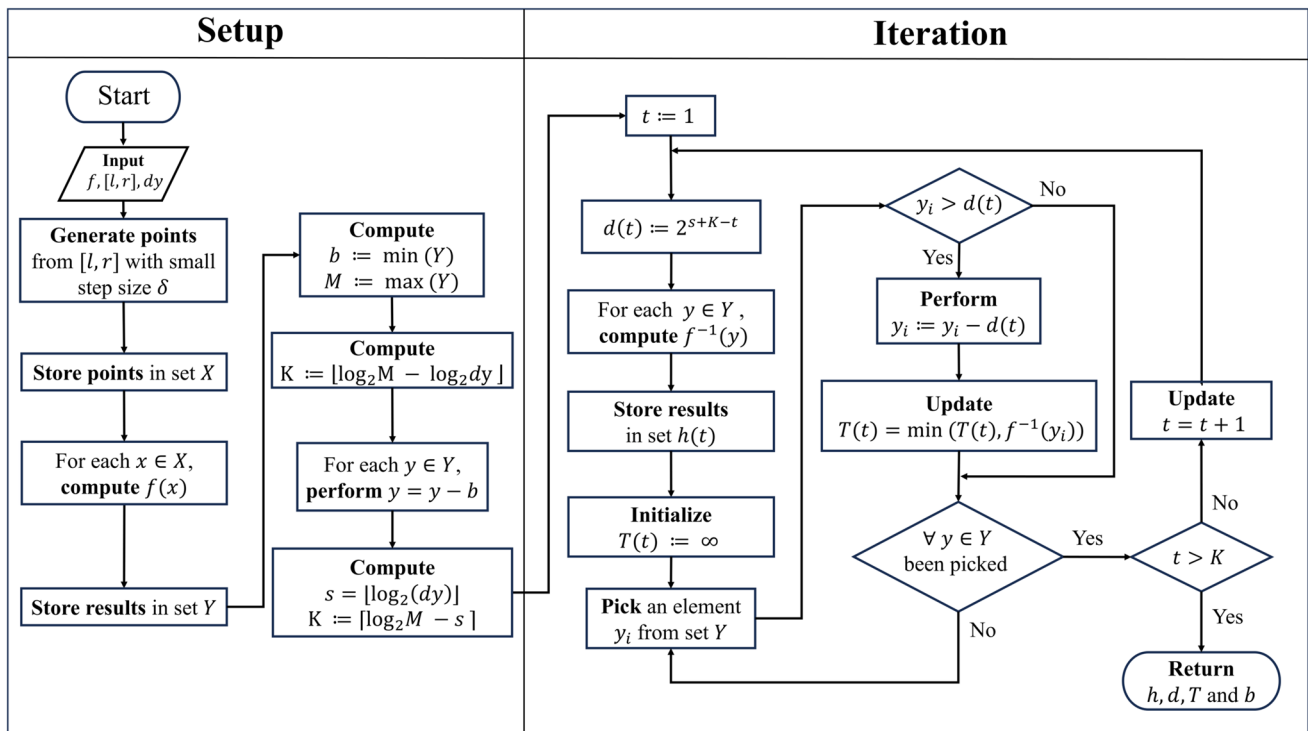 Setup
Start
Input
f, [l, r], dy
Generate points
from [l, r] with small
step size δ
Store points in set X
For each x ∈ X,
compute f(x)
Store results in set Y
Compute
b ≔ min (Y)
M ≔ max (Y)
Compute
K ≔ ⌊log₂M − log₂dy⌋
For each y ∈ Y,
perform y = y − b
Compute
s = ⌊log₂(dy)⌋
K ≔ ⌈log₂M − s⌉
Iteration
t ≔ 1
d(t) ≔ 2^{s+K−t}
For each y ∈ Y ,
compute f⁻¹(y)
Store results
in set h(t)
Initialize
T(t) ≔ ∞
Pick an element
yᵢ from set Y
yᵢ > d(t)
No
Yes
Perform
yᵢ ≔ yᵢ − d(t)
Update
T(t) = min (T(t), f⁻¹(yᵢ))
∀ y ∈ Y
been picked
Yes
No
t > K
No
Update
t = t + 1
Yes
Return
h, d, T and b